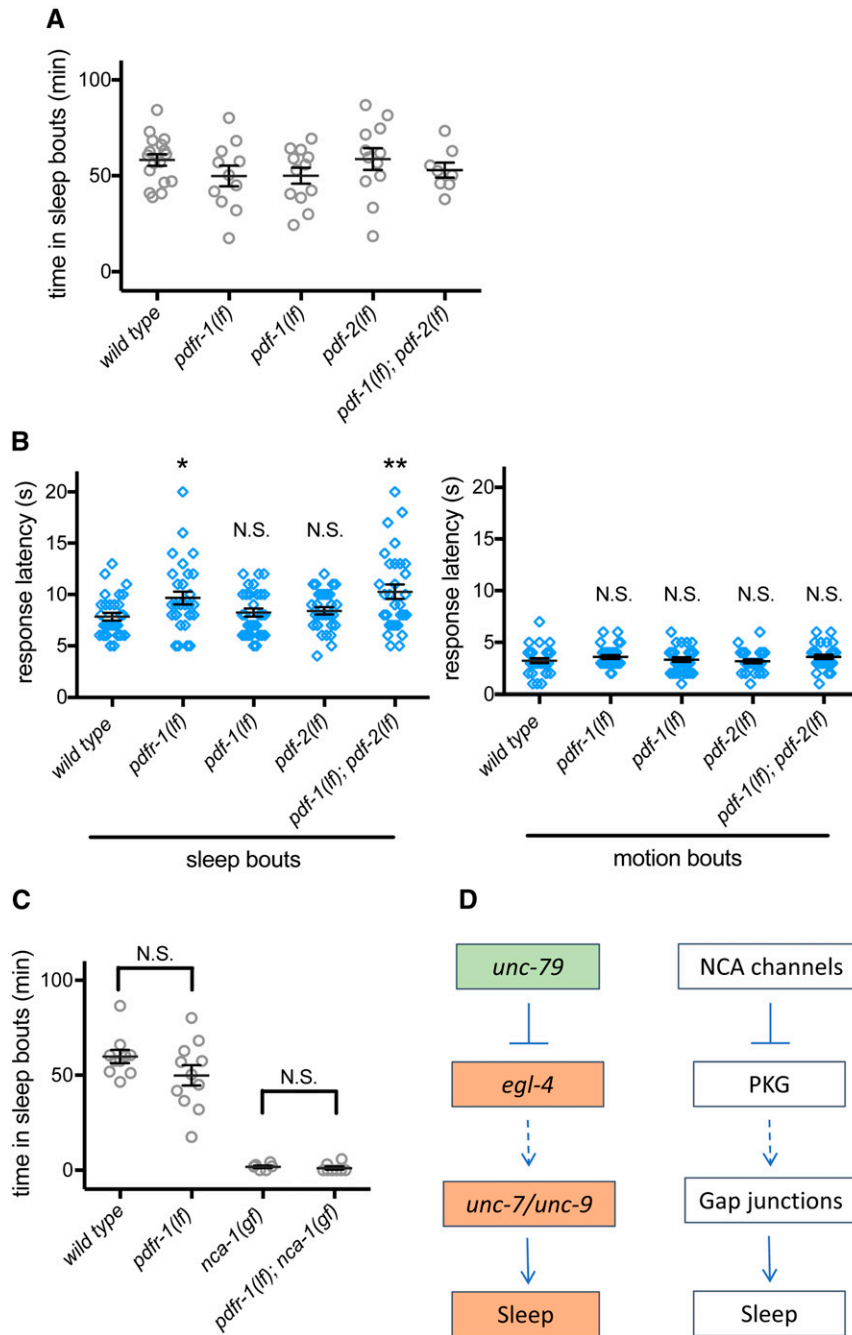 A
time in sleep bouts (min)
100
50
0
wild type
pdfr-1(lf)
pdf-1(lf)
pdf-2(lf)
pdf-1(lf); pdf-2(lf)
B
response latency (s)
20
15
10
5
0
*
N.S.
N.S.
**
wild type
pdfr-1(lf)
pdf-1(lf)
pdf-2(lf)
pdf-1(lf); pdf-2(lf)
sleep bouts
response latency (s)
20
15
10
5
0
N.S.
N.S.
N.S.
N.S.
wild type
pdfr-1(lf)
pdf-1(lf)
pdf-2(lf)
pdf-1(lf); pdf-2(lf)
motion bouts
C
time in sleep bouts (min)
100
50
0
N.S.
N.S.
wild type
pdfr-1(lf)
nca-1(gf)
pdfr-1(lf); nca-1(gf)
D
unc-79
egl-4
unc-7/unc-9
Sleep
NCA channels
PKG
Gap junctions
Sleep